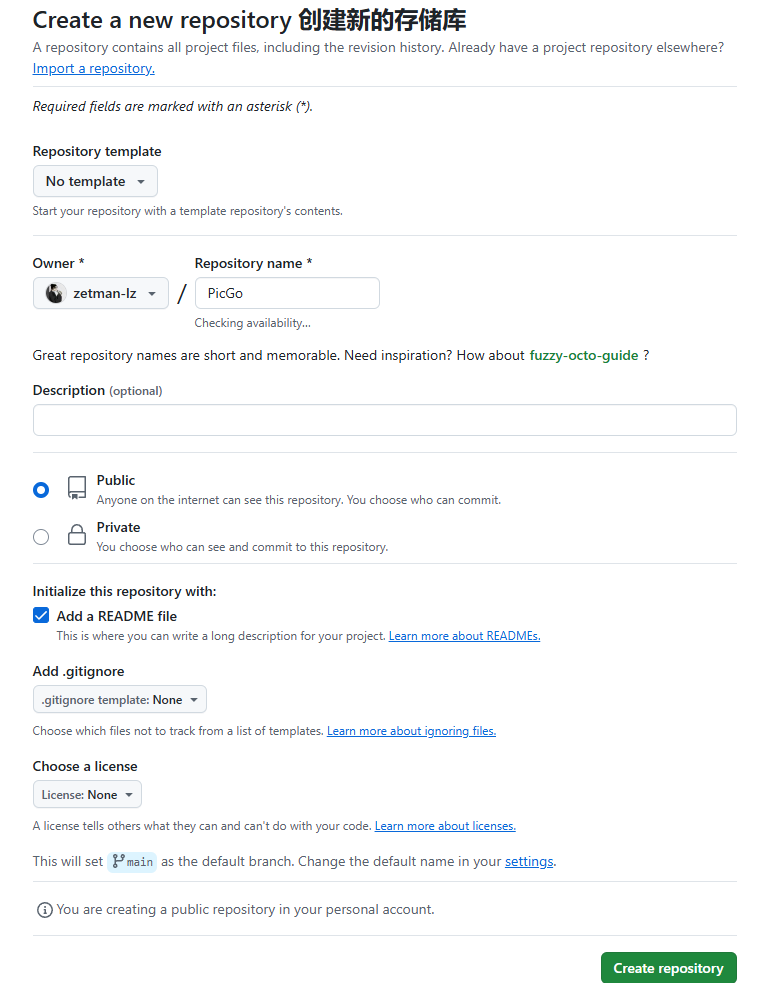 Create a new repository 创建新的存储库
A repository contains all project files, including the revision history. Already have a project repository elsewhere?
Import a repository.
Required fields are marked with an asterisk (*).
Repository template
No template
Start your repository with a template repository's contents.
Owner *
Repository name *
zetman-lz
/
PicGo
Checking availability...
Great repository names are short and memorable. Need inspiration? How about fuzzy-octo-guide ?
Description (optional)
Public
Anyone on the internet can see this repository. You choose who can commit.
Private
You choose who can see and commit to this repository.
Initialize this repository with:
Add a README file
This is where you can write a long description for your project. Learn more about READMEs.
Add .gitignore
.gitignore template: None
Choose which files not to track from a list of templates. Learn more about ignoring files.
Choose a license
License: None
A license tells others what they can and can't do with your code. Learn more about licenses.
This will set main as the default branch. Change the default name in your settings.
You are creating a public repository in your personal account.
Create repository